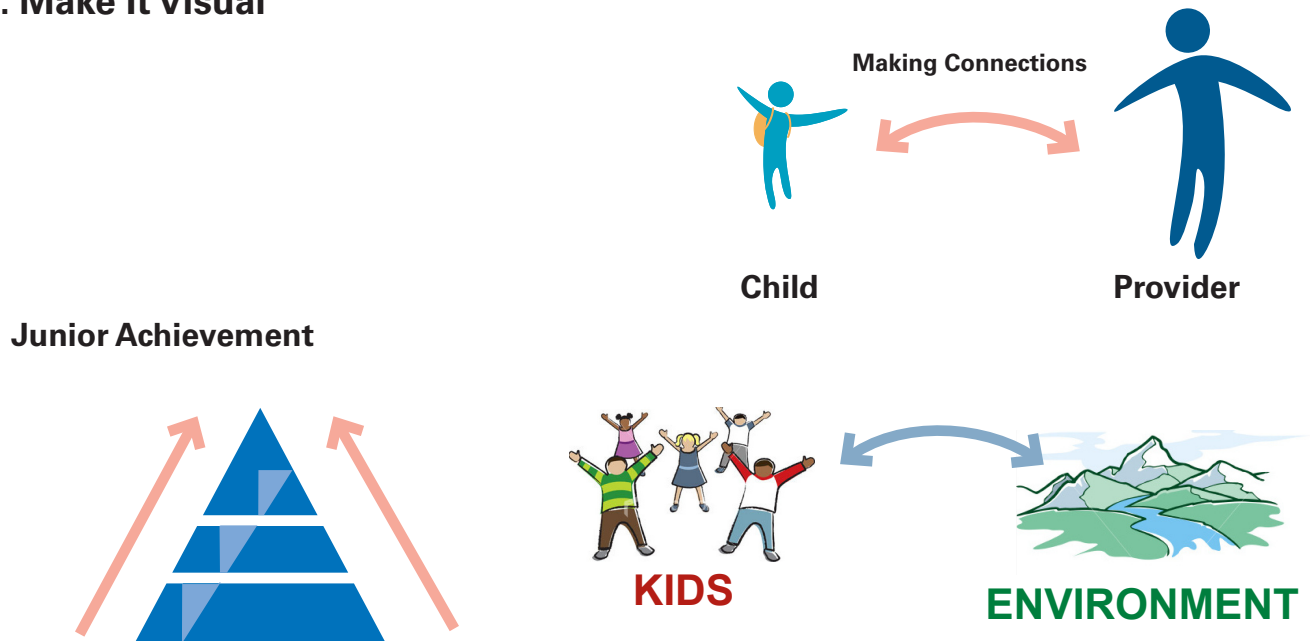 . Make It Visual
Making Connections
Child
Provider
Junior Achievement
KIDS
ENVIRONMENT